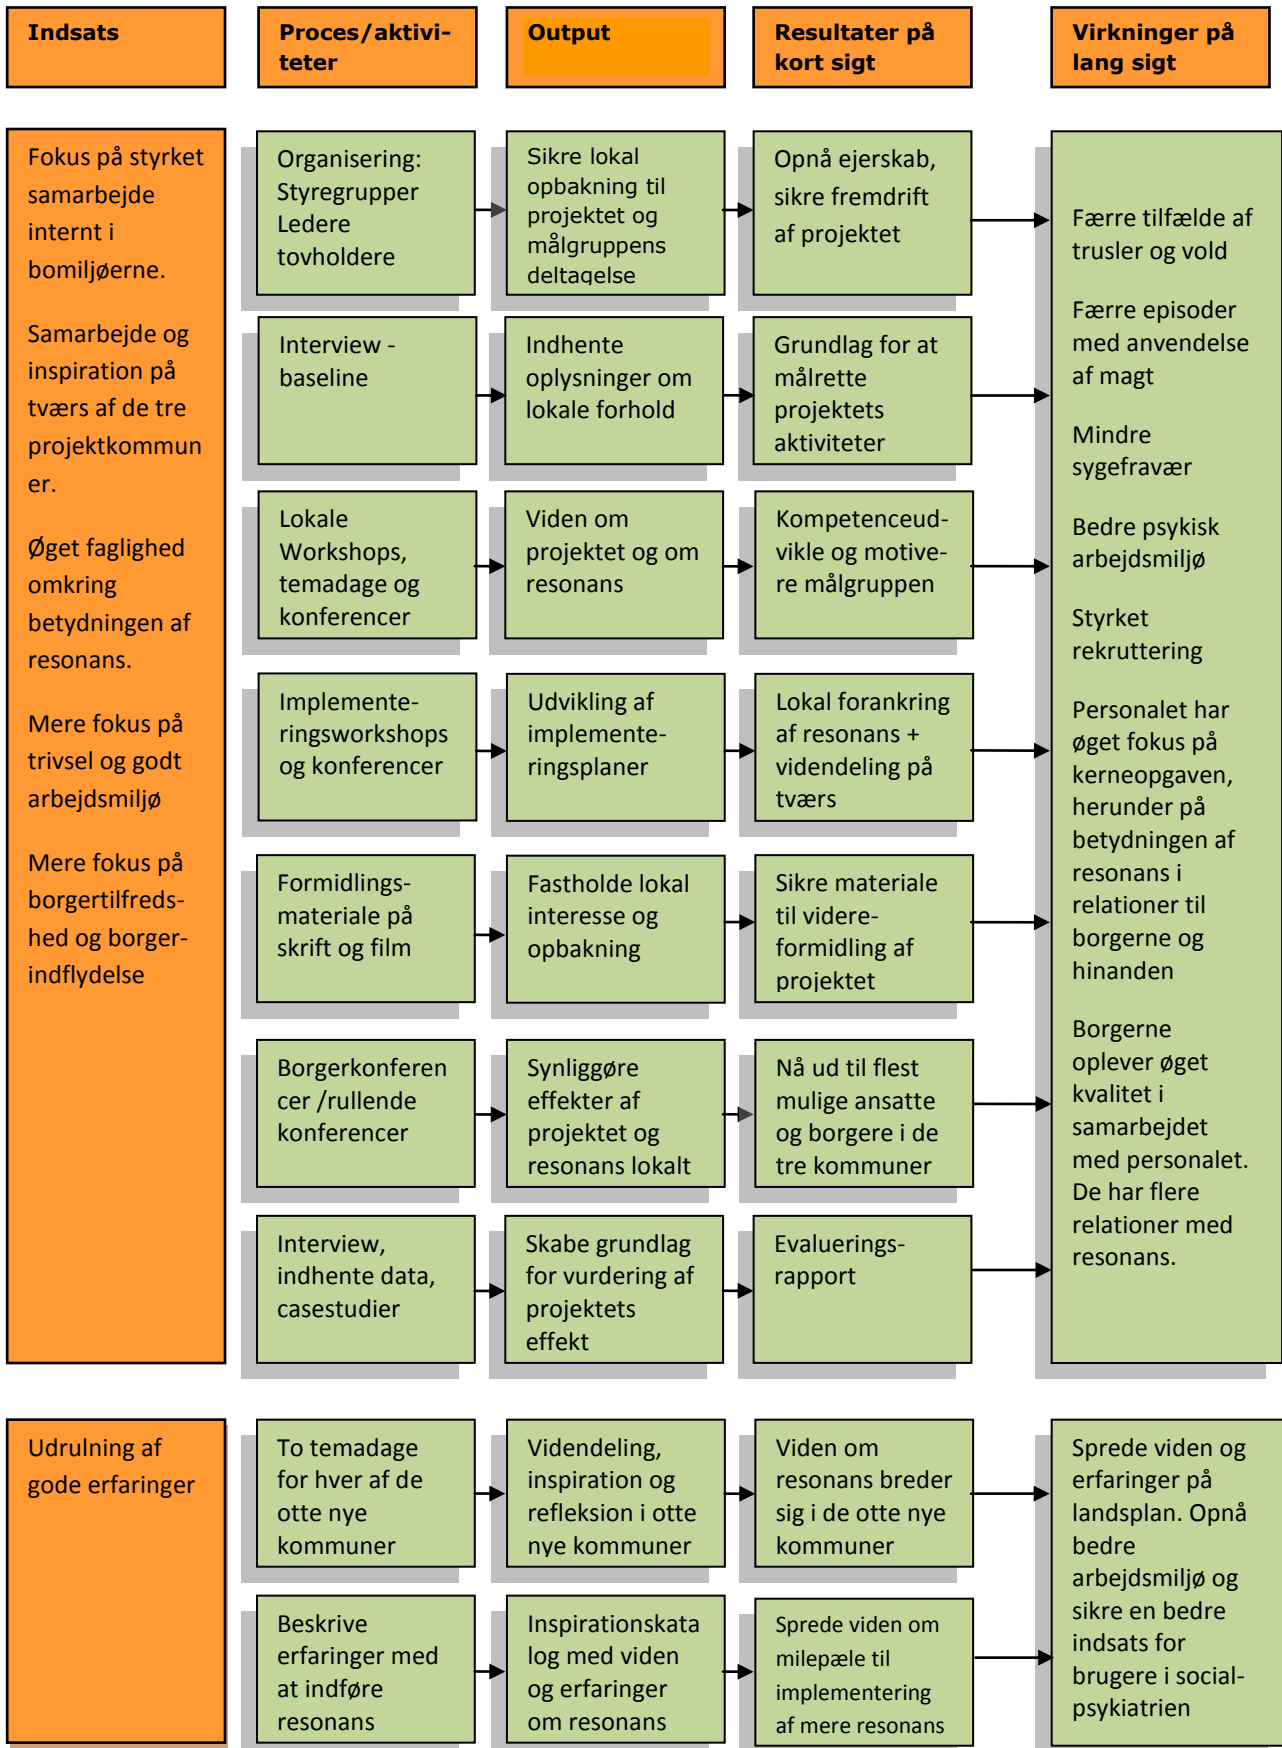 Indsats
Proces/aktivi-
teter
Output
Resultater på
kort sigt
Virkninger på
lang sigt
Fokus på styrket
samarbejde
internt i
bomiljøerne.
Samarbejde og
inspiration på
tværs af de tre
projektkommun
er.
Øget faglighed
omkring
betydningen af
resonans.
Mere fokus på
trivsel og godt
arbejdsmiljø
Mere fokus på
borgertilfreds-
hed og borger-
indflydelse
Organisering:
Styregrupper
Ledere
tovholdere
Sikre lokal
opbakning til
projektet og
målgruppens
deltagelse
Opnå ejerskab,
sikre fremdrift
af projektet
Interview -
baseline
Indhente
oplysninger om
lokale forhold
Grundlag for at
målrette
projektets
aktiviteter
Lokale
Workshops,
temadage og
konferencer
Viden om
projektet og om
resonans
Kompetenceud-
vikle og motive-
re målgruppen
Implemente-
ringsworkshops
og konferencer
Udvikling af
implemente-
ringsplaner
Lokal forankring
af resonans +
videndeling på
tværs
Formidlings-
materiale på
skrift og film
Fastholde lokal
interesse og
opbakning
Sikre materiale
til videre-
formidling af
projektet
Borgerkonferen
cer /rullende
konferencer
Synliggøre
effekter af
projektet og
resonans lokalt
Nå ud til flest
mulige ansatte
og borgere i de
tre kommuner
Interview,
indhente data,
casestudier
Skabe grundlag
for vurdering af
projektets
effekt
Evaluerings-
rapport
Færre tilfælde af
trusler og vold
Færre episoder
med anvendelse
af magt
Mindre
sygefravær
Bedre psykisk
arbejdsmiljø
Styrket
rekruttering
Personalet har
øget fokus på
kerneopgaven,
herunder på
betydningen af
resonans i
relationer til
borgerne og
hinanden
Borgerne
oplever øget
kvalitet i
samarbejdet
med personalet.
De har flere
relationer med
resonans.
Udrulning af
gode erfaringer
To temadage
for hver af de
otte nye
kommuner
Videndeling,
inspiration og
refleksion i otte
nye kommuner
Viden om
resonans breder
sig i de otte nye
kommuner
Beskrive
erfaringer med
at indføre
resonans
Inspirationskata
log med viden
og erfaringer
om resonans
Sprede viden om
milepæle til
implementering
af mere resonans
Sprede viden og
erfaringer på
landsplan. Opnå
bedre
arbejdsmiljø og
sikre en bedre
indsats for
brugere i social-
psykiatrien